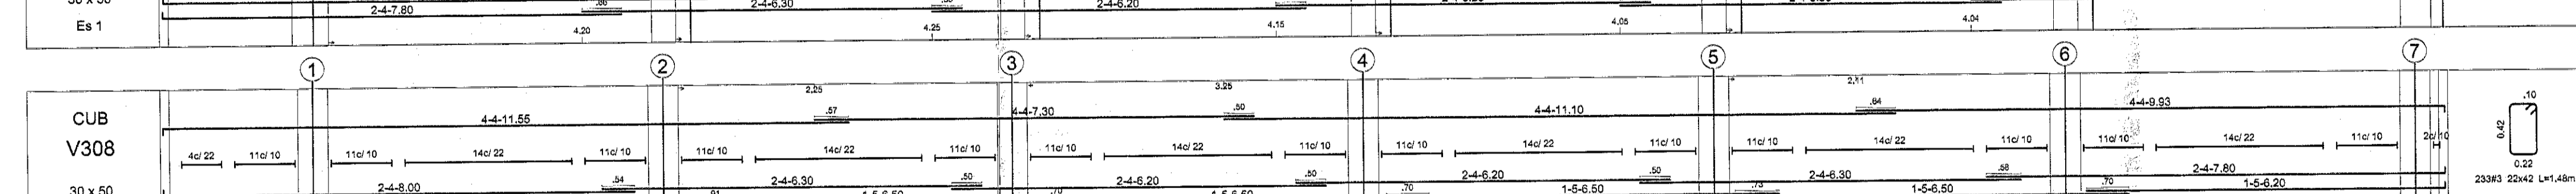 2-4-7.80 .66 2-4-6.30 2-4-6.20
Es 1 4.20 4.25 4.15 4.05 4.04
1 2 3 4 5 6 7
2.25 3.25 2.11
CUB 4-4-11.55 .57 4-4-7.30 .50 4-4-11.10 .64 4-4-9.93 .10
V308 4c/ 22 11c/ 10 11c/ 10 14c/ 22 11c/ 10 11c/ 10 14c/ 22 11c/ 10 11c/ 10 14c/ 22 11c/ 10 11c/ 10 14c/ 22 11c/ 10 11c/ 10 14c/ 22 11c/ 10 11c/ 10 14c/ 22 11c/ 10 2c/ 10 0.42
0.22
30 x 50 2-4-8.00 .54 .91 2-4-6.30 .50 .70 2-4-6.20 .50 .70 2-4-6.20 1-5-6.50 .50 .73 2-4-6.30 1-5-6.50 .58 .70 2-4-7.80 1-5-6.20 233#3 22x42 L=1,48m